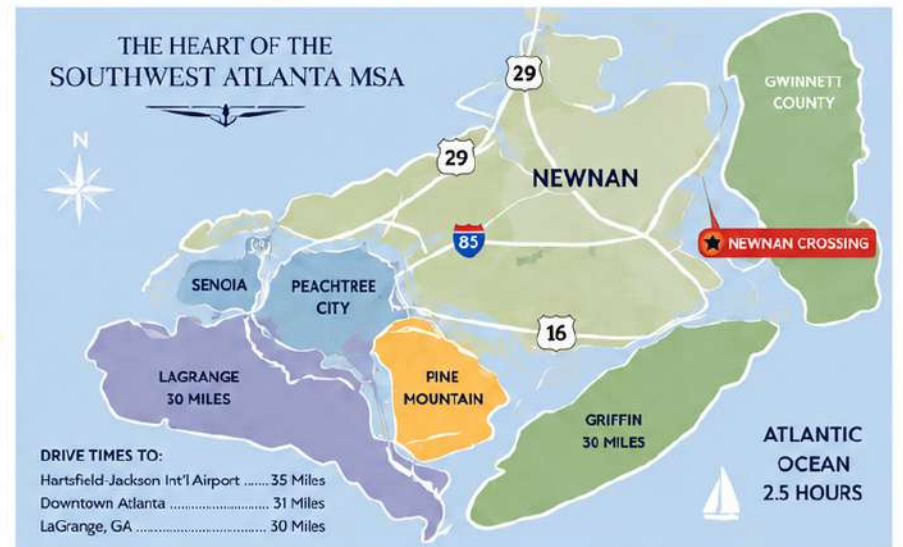 THE HEART OF THE
SOUTHWEST ATLANTA MSA
N
29
29
NEWNAN
85
16
GWINNETT
COUNTY
NEWNAN CROSSING
SENOIA
PEACHTREE
CITY
LAGRANGE
30 MILES
PINE
MOUNTAIN
GRIFFIN
30 MILES
ATLANTIC
OCEAN
2.5 HOURS
DRIVE TIMES TO:
Hartsfield-Jackson Int'l Airport ...... 35 Miles
Downtown Atlanta .................................. 31 Miles
LaGrange, GA ........................................... 30 Miles